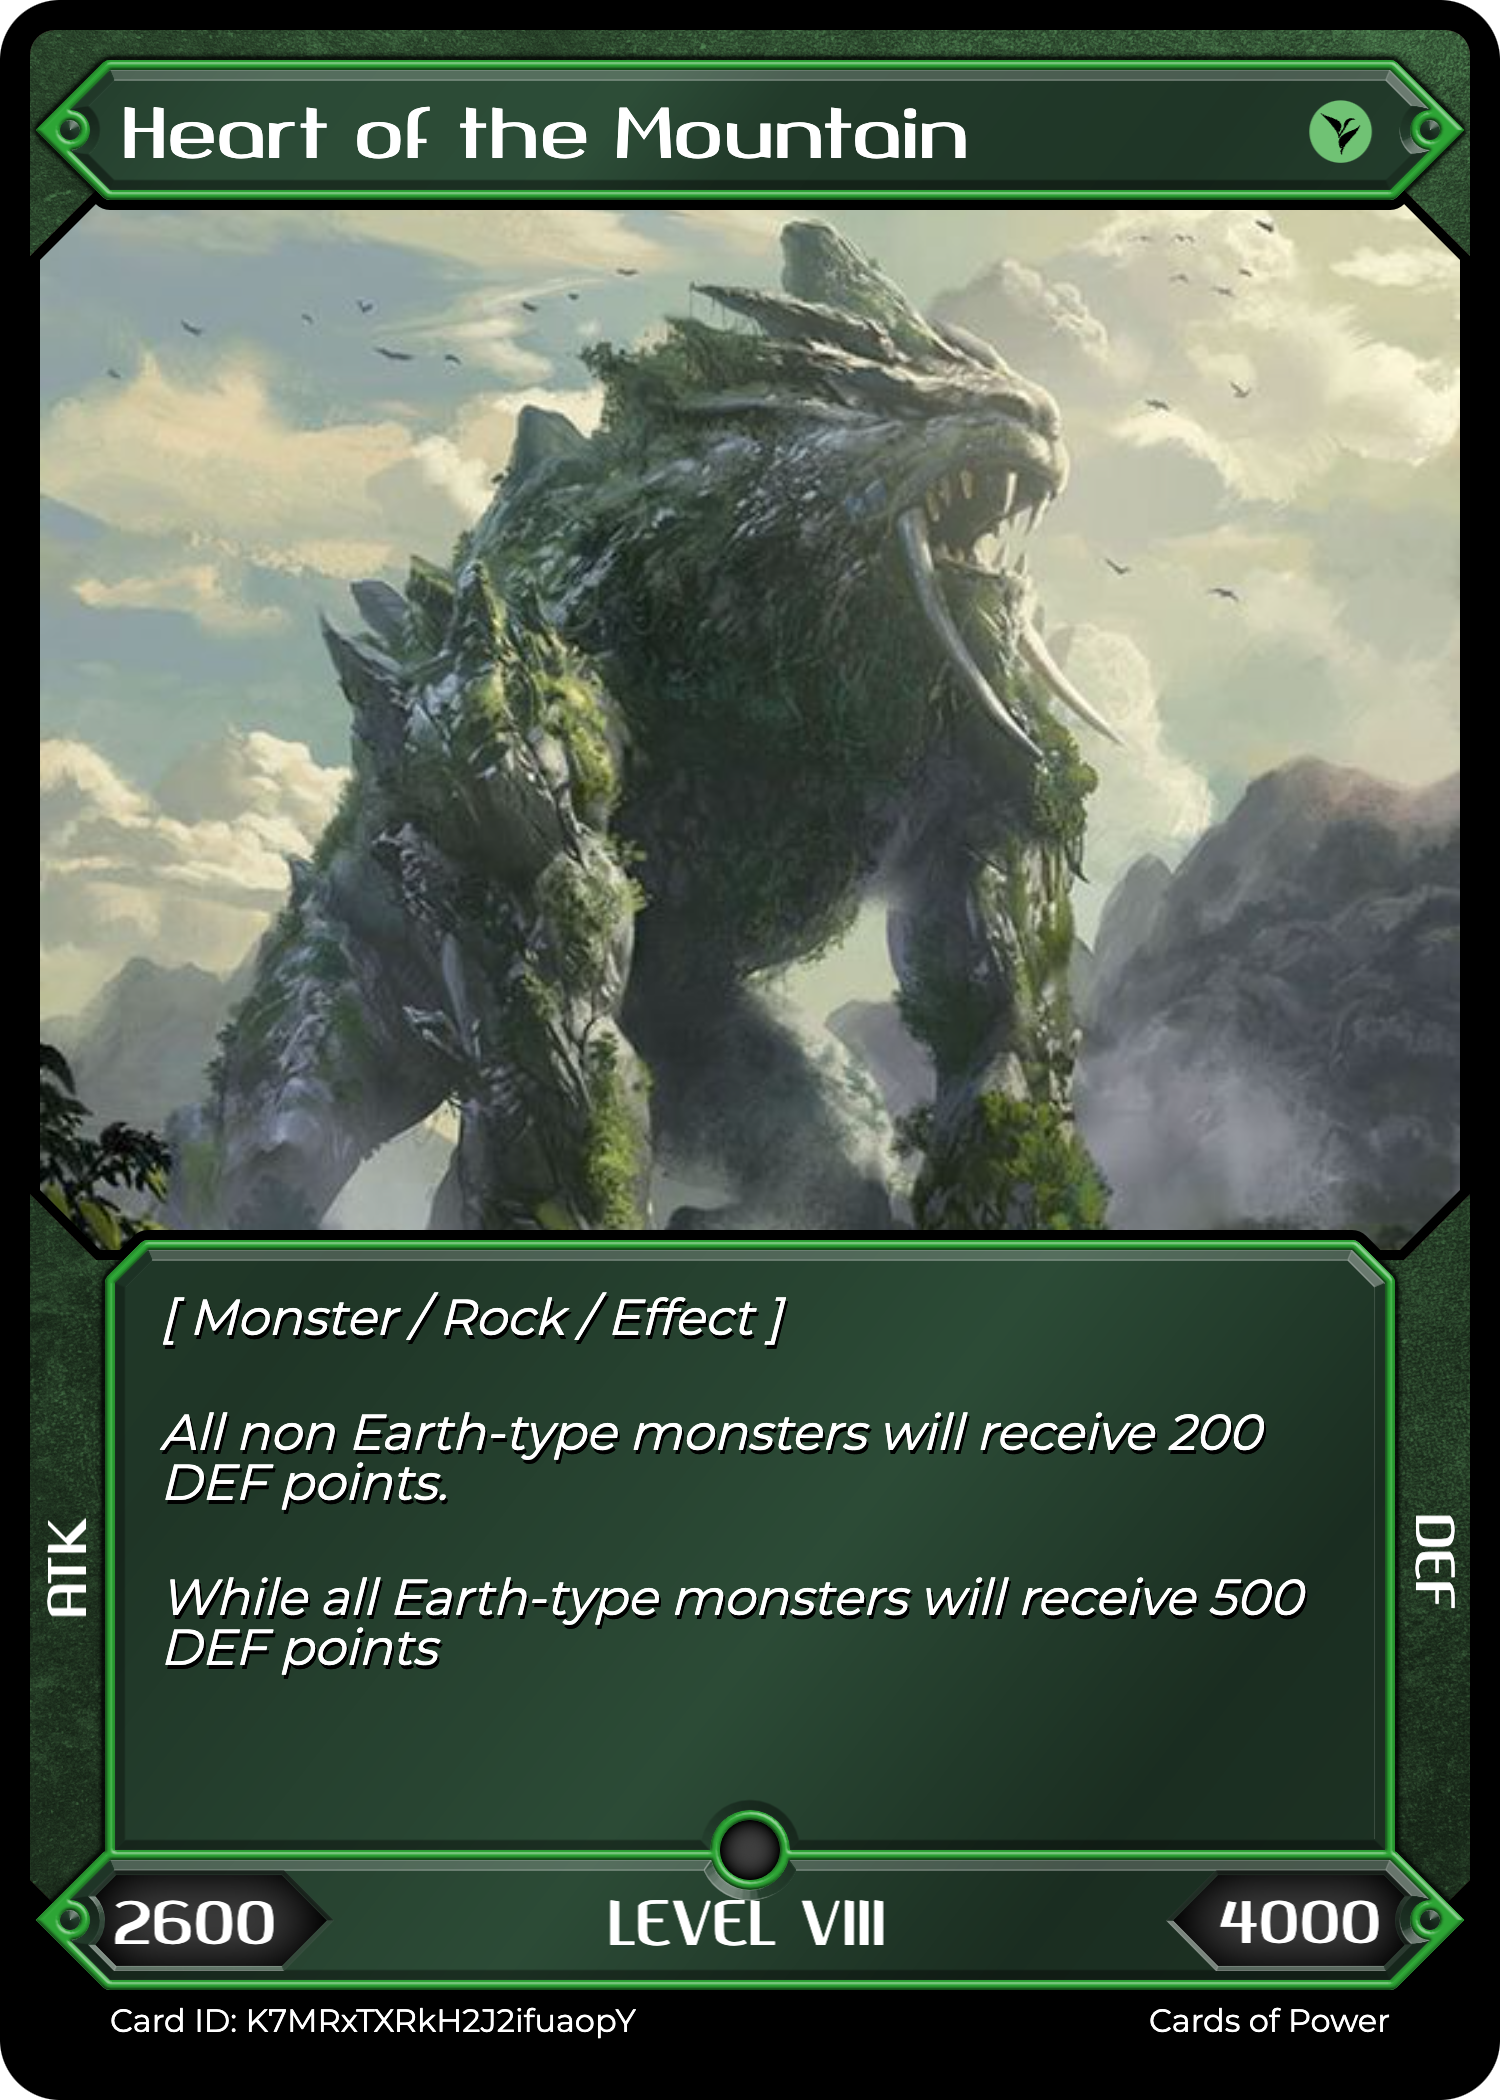 Heart of the Mountain
[ Monster / Rock / Effect ]
All non Earth-type monsters will receive 200
DEF points.
While all Earth-type monsters will receive 500
DEF points
ATK
DEF
2600
LEVEL VIII
4000
Card ID: K7MRxTXRkH2J2ifuaopY
Cards of Power